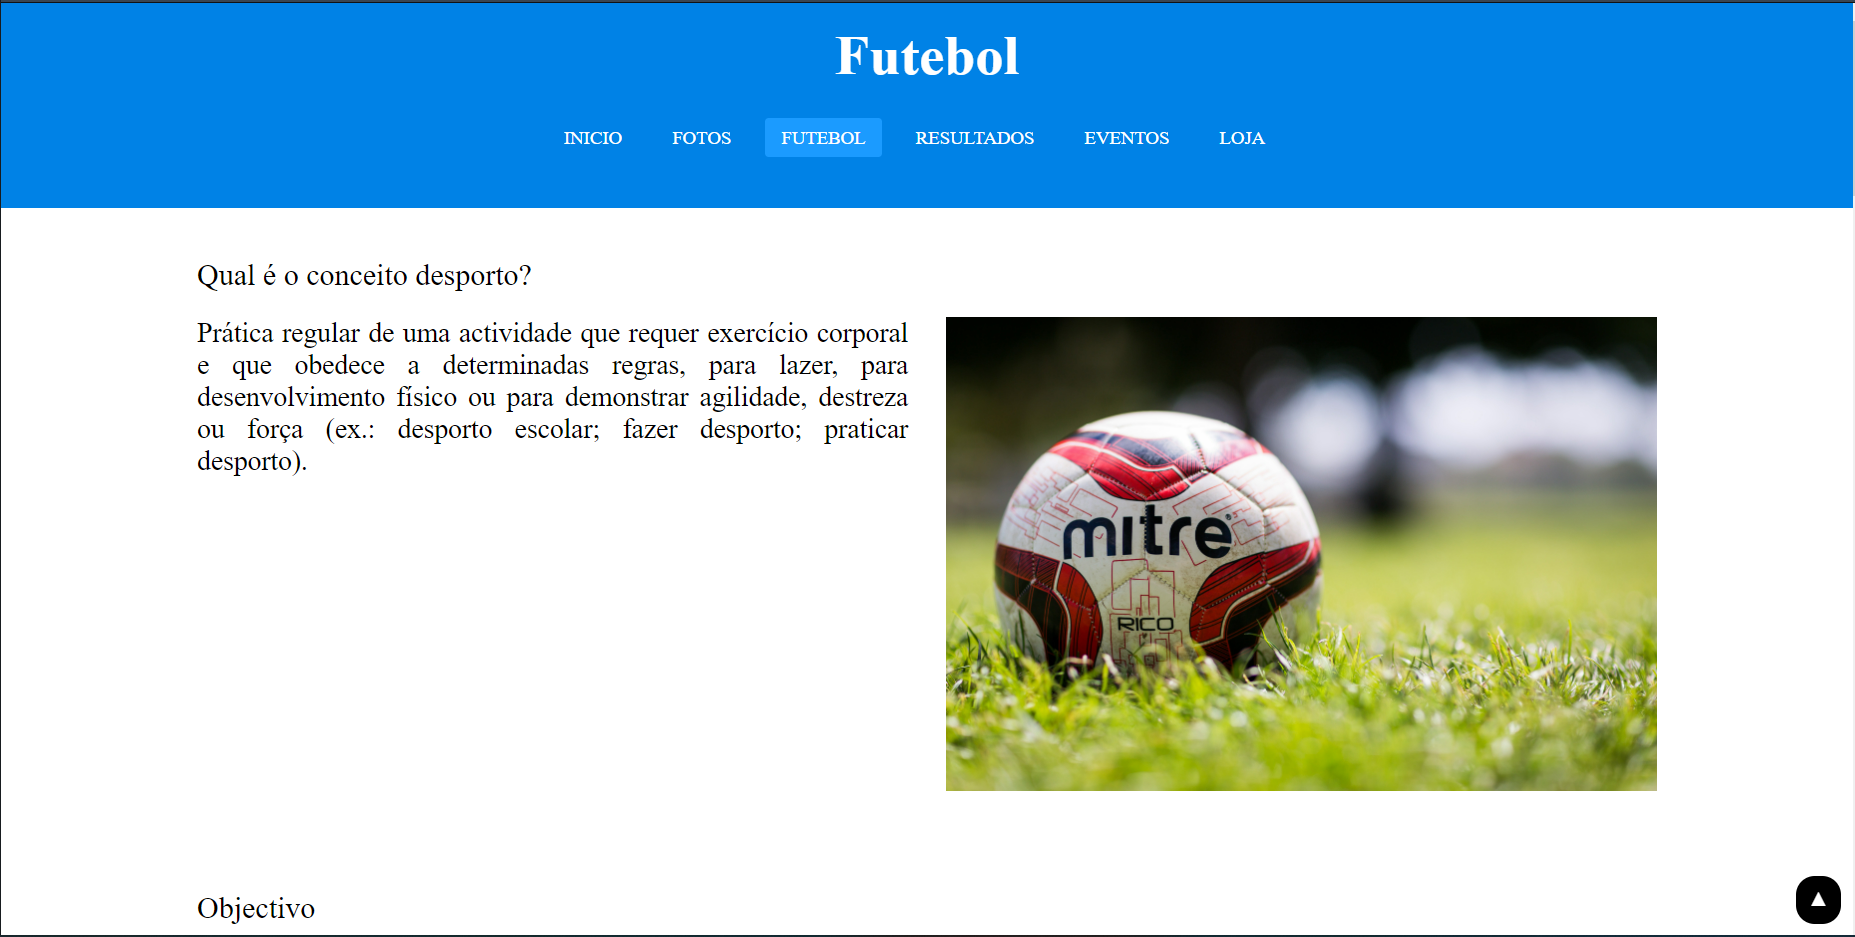 Futebol
INICIO FOTOS FUTEBOL RESULTADOS EVENTOS LOJA
Qual é o conceito desporto?
Prática regular de uma actividade que requer exercício corporal
e que obedece a determinadas regras, para lazer, para
desenvolvimento físico ou para demonstrar agilidade, destreza
ou força (ex.: desporto escolar; fazer desporto; praticar
desporto).
mitre
RICO
Objectivo